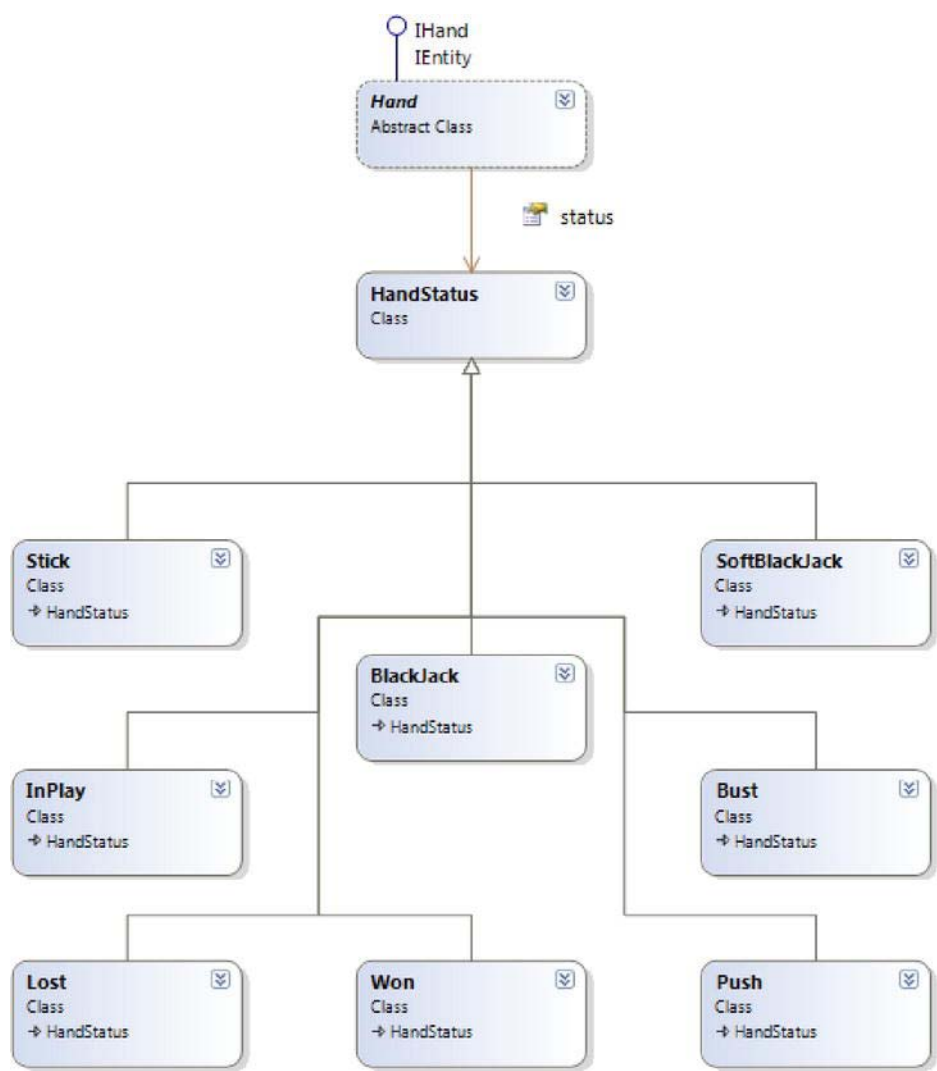 IHand
IEntity
Hand
Abstract Class
status
HandStatus
Class
Stick
Class
HandStatus
SoftBlackJack
Class
HandStatus
BlackJack
Class
HandStatus
InPlay
Class
HandStatus
Bust
Class
HandStatus
Lost
Class
HandStatus
Won
Class
HandStatus
Push
Class
HandStatus